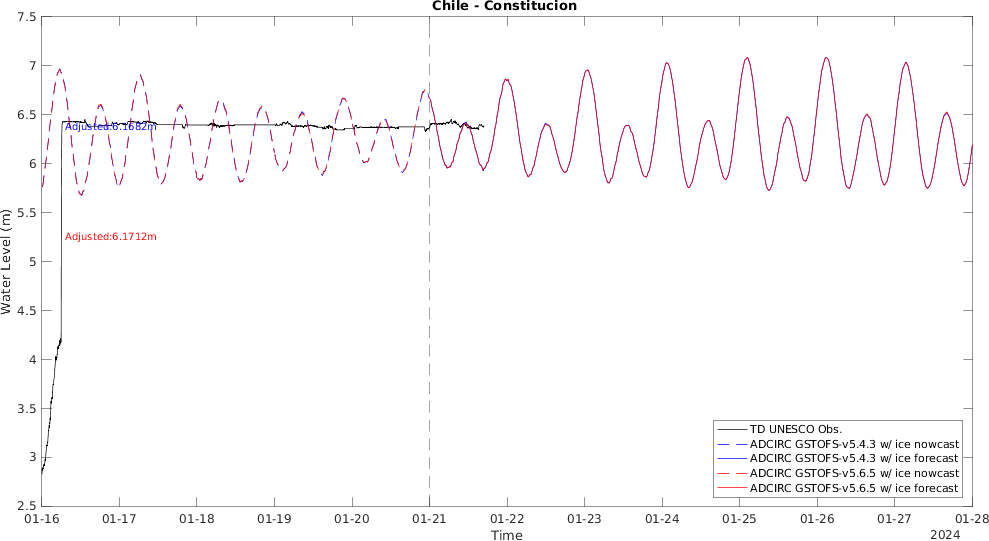 Chile - Constitucion
7.5
7
6.5
6
5.5
5
4.5
4
3.5
3
2.5
Water Level (m)
Adjusted:6.1682m
Adjusted:6.1712m
TD UNESCO Obs.
ADCIRC GSTOFS-v5.4.3 w/ ice nowcast
ADCIRC GSTOFS-v5.4.3 w/ ice forecast
ADCIRC GSTOFS-v5.6.5 w/ ice nowcast
ADCIRC GSTOFS-v5.6.5 w/ ice forecast
01-16 01-17 01-18 01-19 01-20 01-21 01-22 01-23 01-24 01-25 01-26 01-27 01-28
Time
2024